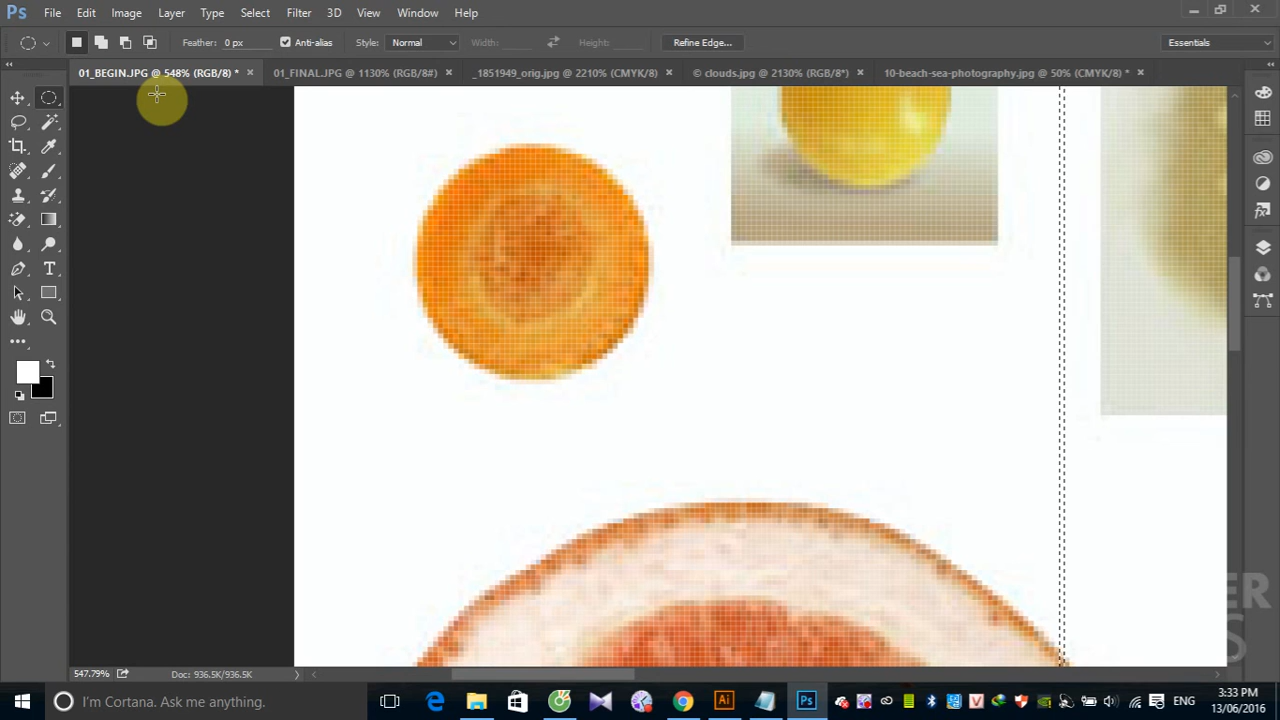 Ps File Edit Image Layer Type Select Filter 3D View Window Help
Feather: 0 px Anti-alias Style: Normal Width: Height: Refine Edge... Essentials
01_BEGIN.JPG @ 548% (RGB/8) * × 01_FINAL.JPG @ 1130% (RGB/8#) × _1851949_orig.jpg @ 2210% (CMYK/8) × © clouds.jpg @ 2130% (RGB/8*) × 10-beach-sea-photography.jpg @ 50% (CMYK/8) * ×
547.79% Doc: 936.5K/936.5K
I'm Cortana. Ask me anything. Ai Ps ENG 3:33 PM
13/06/2016